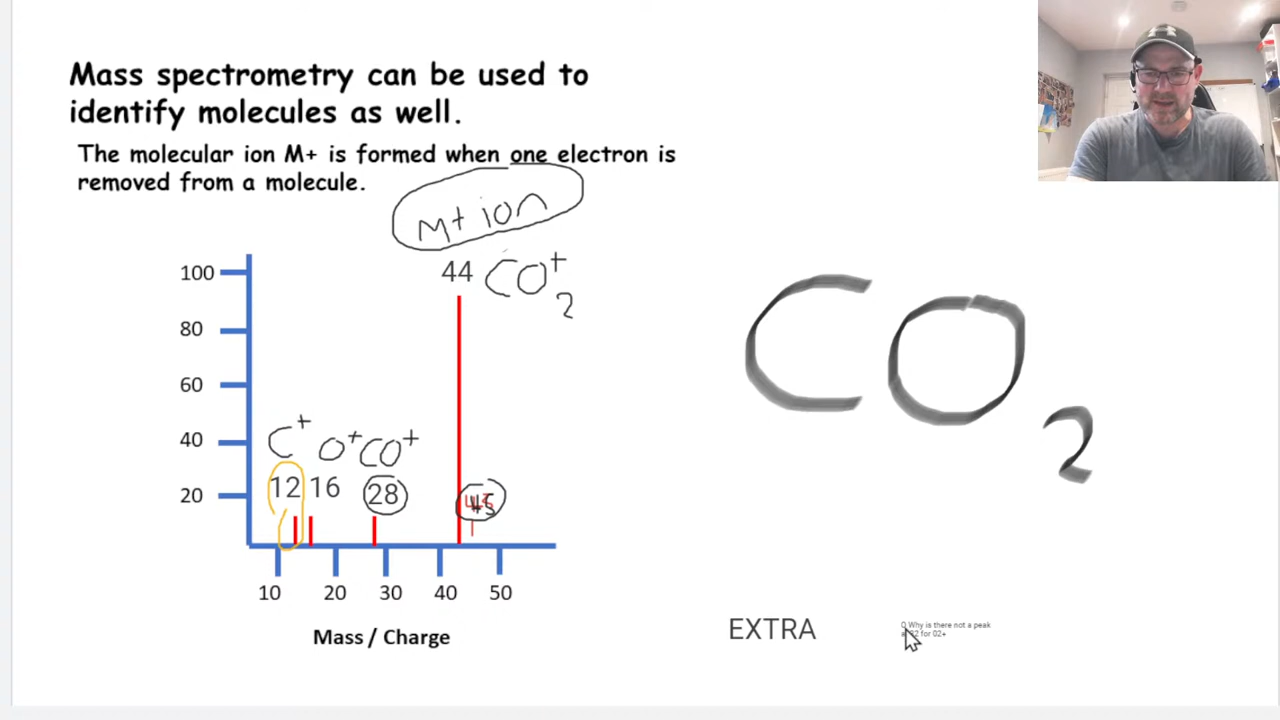 Mass spectrometry can be used to
identify molecules as well.
The molecular ion M+ is formed when one electron is
removed from a molecule.
M+ ion
100
44 CO2+
80
60
40
C+ O+ CO+
20
12 16 28 45
10 20 30 40 50
Mass / Charge
CO2
EXTRA
Q Why is there not a peak
32 for 02+